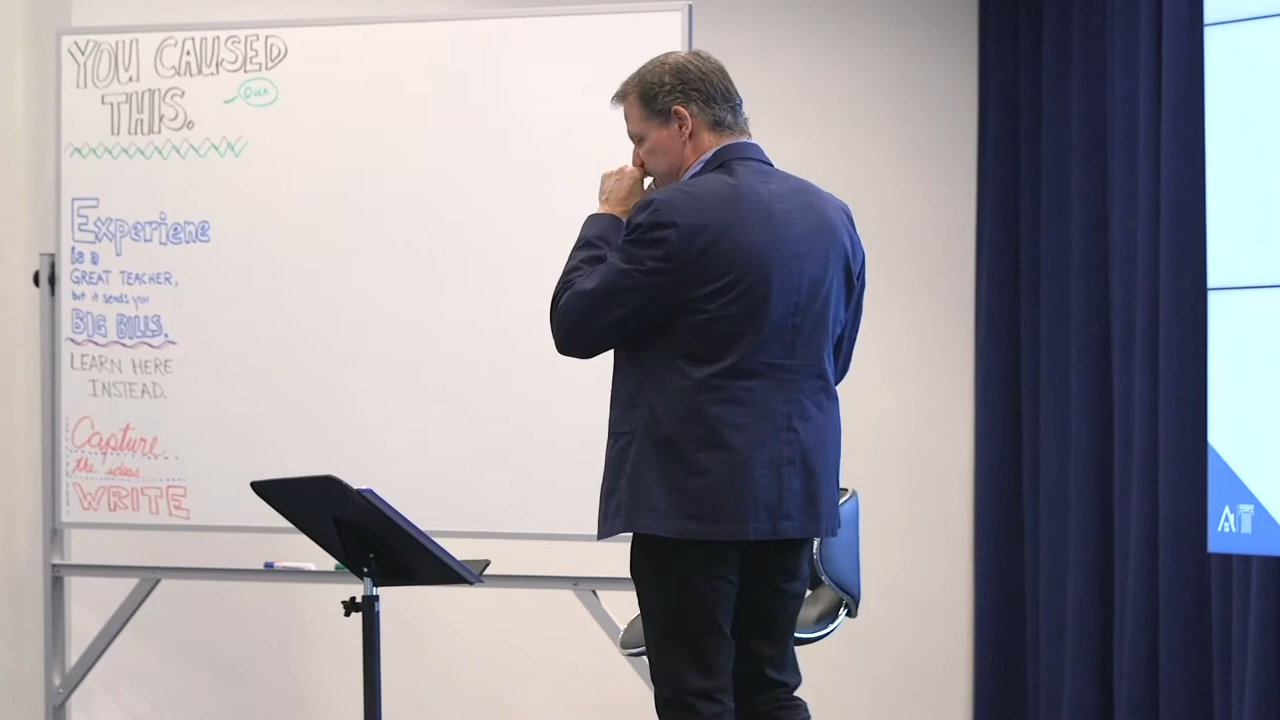 YOU CAUSED
THIS.
Ouch
Experiene
is a
GREAT TEACHER,
but it sends you
BIG BILLS.
LEARN HERE
INSTEAD.
Capture
the ideas
WRITE